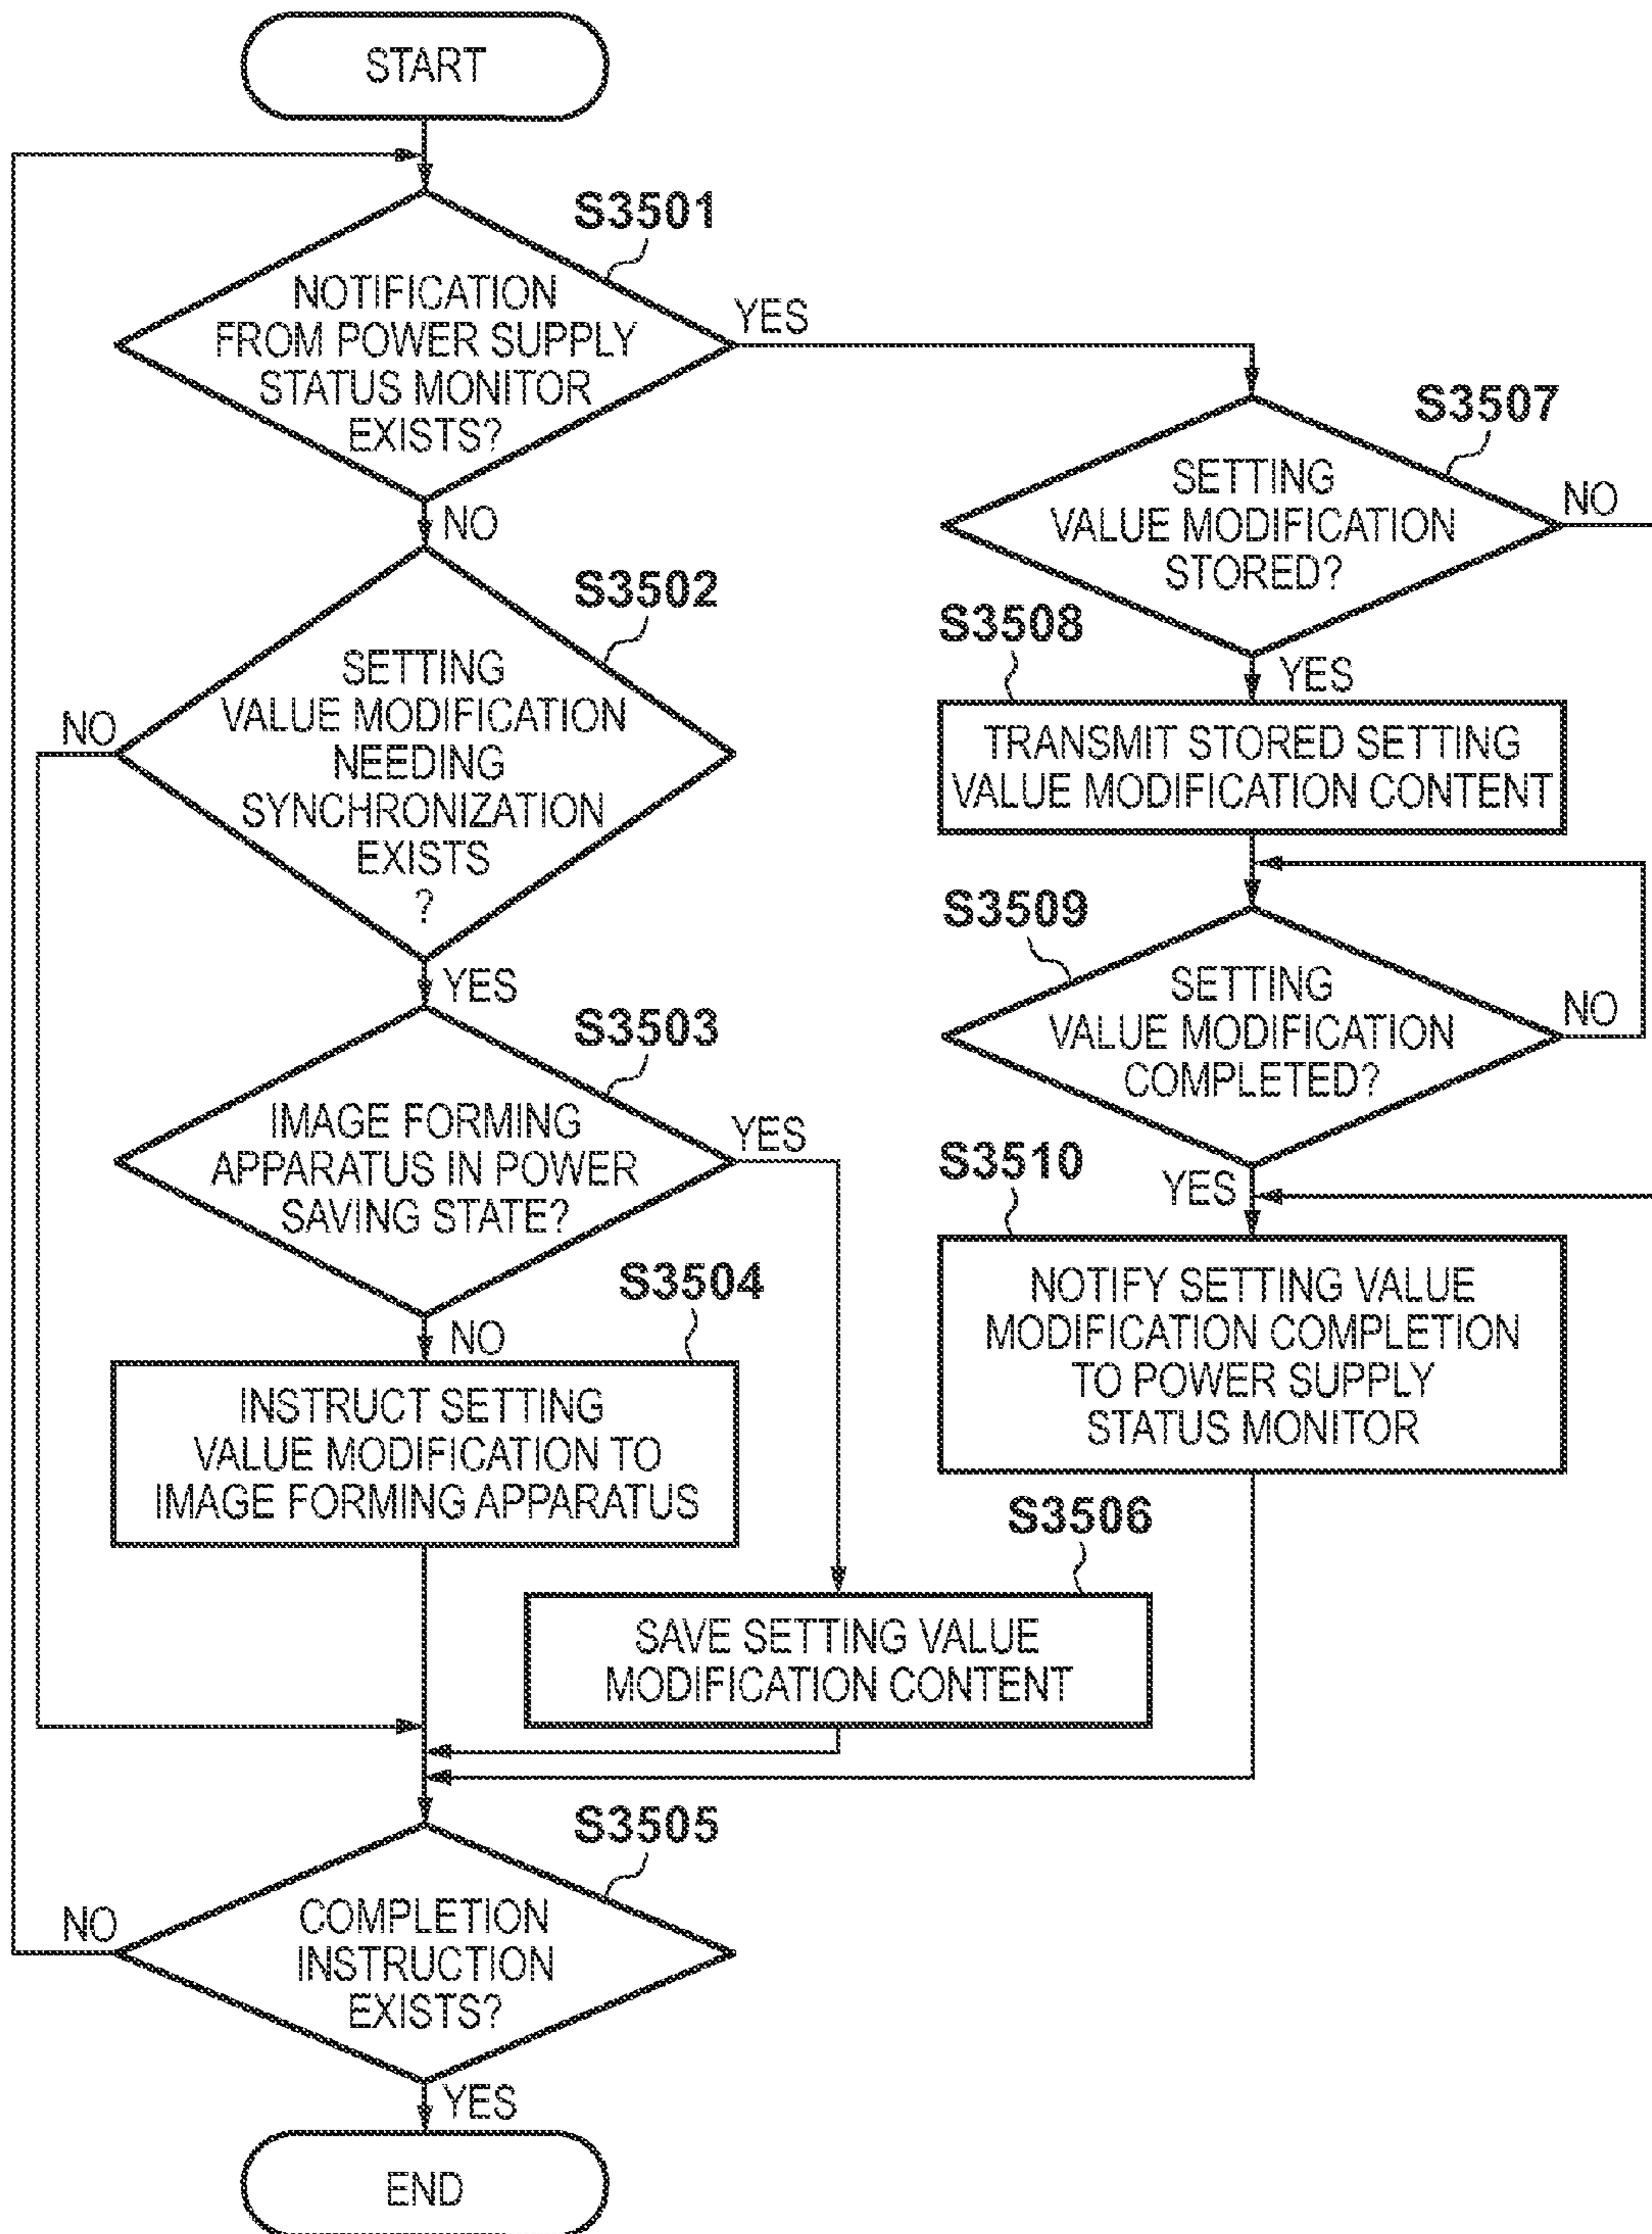 START
S3501
NOTIFICATION
FROM POWER SUPPLY
STATUS MONITOR
EXISTS?
YES
NO
S3502
SETTING
VALUE MODIFICATION
NEEDING
SYNCHRONIZATION
EXISTS
?
NO
YES
S3503
IMAGE FORMING
APPARATUS IN POWER
SAVING STATE?
YES
NO
S3504
INSTRUCT SETTING
VALUE MODIFICATION TO
IMAGE FORMING APPARATUS
S3506
SAVE SETTING VALUE
MODIFICATION CONTENT
S3507
SETTING
VALUE MODIFICATION
STORED?
NO
YES
S3508
TRANSMIT STORED SETTING
VALUE MODIFICATION CONTENT
S3509
SETTING
VALUE MODIFICATION
COMPLETED?
NO
YES
S3510
NOTIFY SETTING VALUE
MODIFICATION COMPLETION
TO POWER SUPPLY
STATUS MONITOR
S3505
COMPLETION
INSTRUCTION
EXISTS?
NO
YES
END